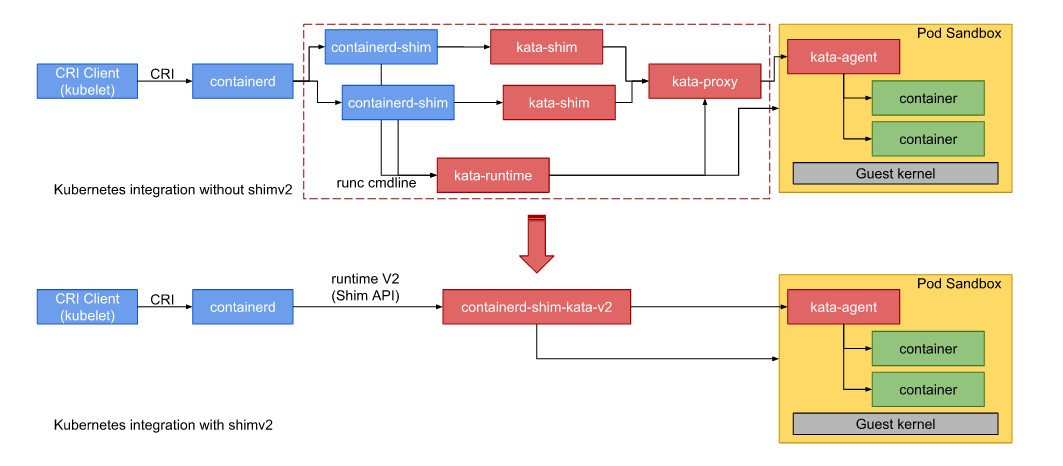 Pod Sandbox
containerd-shim
kata-shim
kata-agent
CRI Client
(kubelet)
CRI
containerd
kata-proxy
container
containerd-shim
kata-shim
container
runc cmdline
kata-runtime
Guest kernel
Kubernetes integration without shimv2
runtime V2
(Shim API)
Pod Sandbox
CRI Client
(kubelet)
CRI
containerd
containerd-shim-kata-v2
kata-agent
container
container
Guest kernel
Kubernetes integration with shimv2